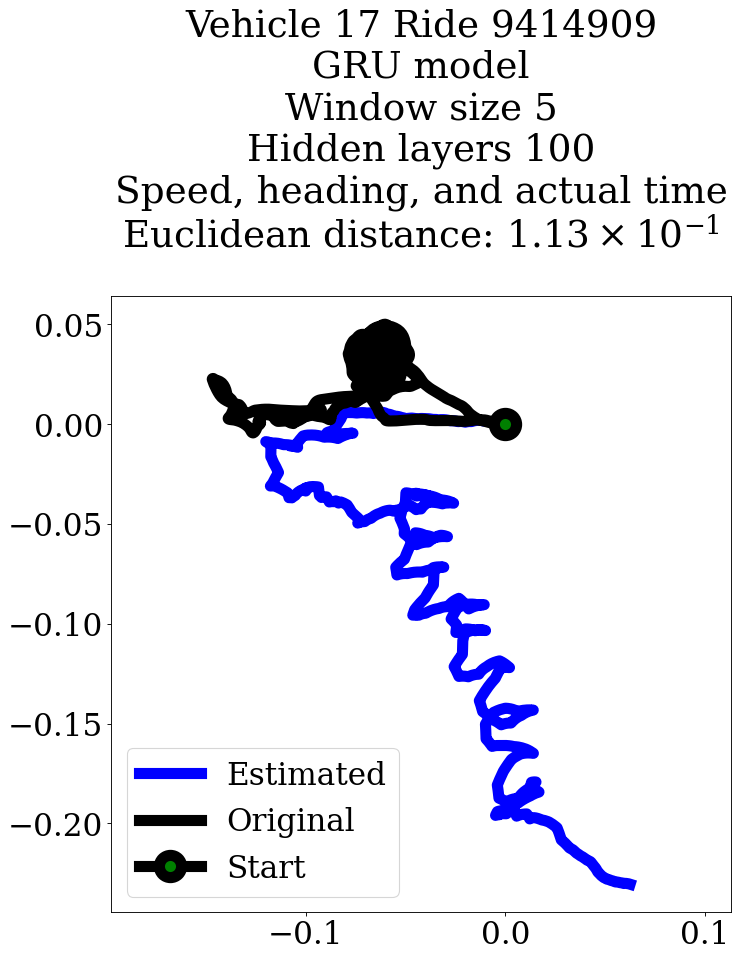 Vehicle 17 Ride 9414909
GRU model
Window size 5
Hidden layers 100
Speed, heading, and actual time
Euclidean distance: 1.13 × 10⁻¹
0.05
0.00
−0.05
−0.10
−0.15
−0.20
Estimated
Original
Start
−0.1 0.0 0.1